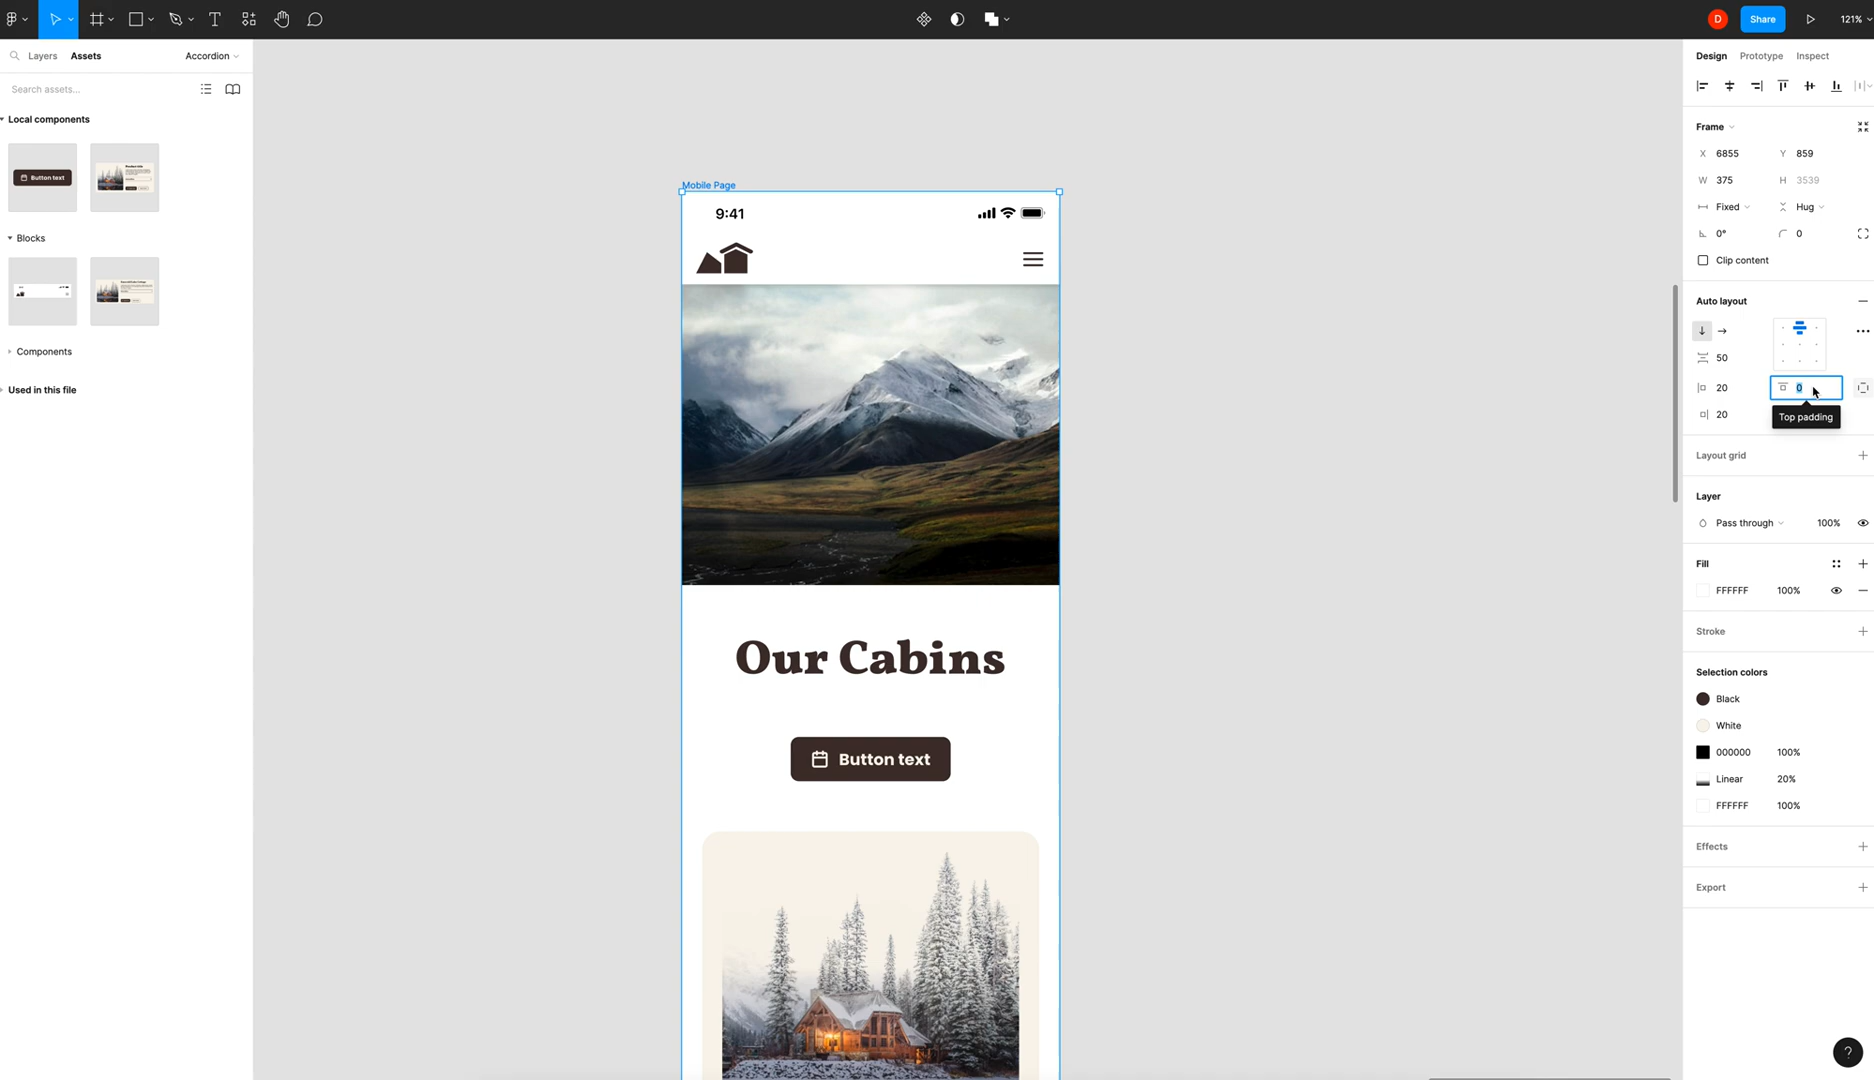 D
Share
121%
Layers
Assets
Accordion
Search assets...
Local components
Button text
Blocks
Components
Used in this file
Mobile Page
9:41
Our Cabins
Button text
Design
Prototype
Inspect
Frame
X 6855
Y 859
W 375
H 3539
Fixed
Hug
0°
0
Clip content
Auto layout
50
20
0
20
Top padding
Layout grid
Layer
Pass through
100%
Fill
FFFFFF
100%
Stroke
Selection colors
Black
White
000000
100%
Linear
20%
FFFFFF
100%
Effects
Export
?